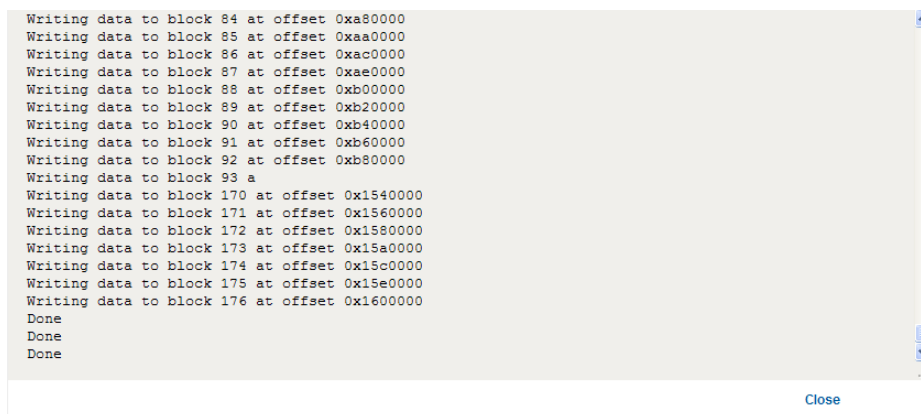 Writing data to block 84 at offset 0xa80000
Writing data to block 85 at offset 0xaa0000
Writing data to block 86 at offset 0xac0000
Writing data to block 87 at offset 0xae0000
Writing data to block 88 at offset 0xb00000
Writing data to block 89 at offset 0xb20000
Writing data to block 90 at offset 0xb40000
Writing data to block 91 at offset 0xb60000
Writing data to block 92 at offset 0xb80000
Writing data to block 93 a
Writing data to block 170 at offset 0x1540000
Writing data to block 171 at offset 0x1560000
Writing data to block 172 at offset 0x1580000
Writing data to block 173 at offset 0x15a0000
Writing data to block 174 at offset 0x15c0000
Writing data to block 175 at offset 0x15e0000
Writing data to block 176 at offset 0x1600000
Done
Done
Done
Close